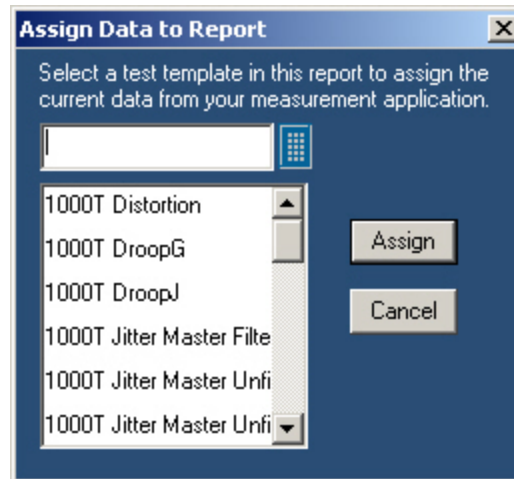 Assign Data to Report
Select a test template in this report to assign the
current data from your measurement application.
1000T Distortion
1000T DroopG
1000T DroopJ
1000T Jitter Master Filte
1000T Jitter Master Unfi
1000T Jitter Master Unfi
Assign
Cancel